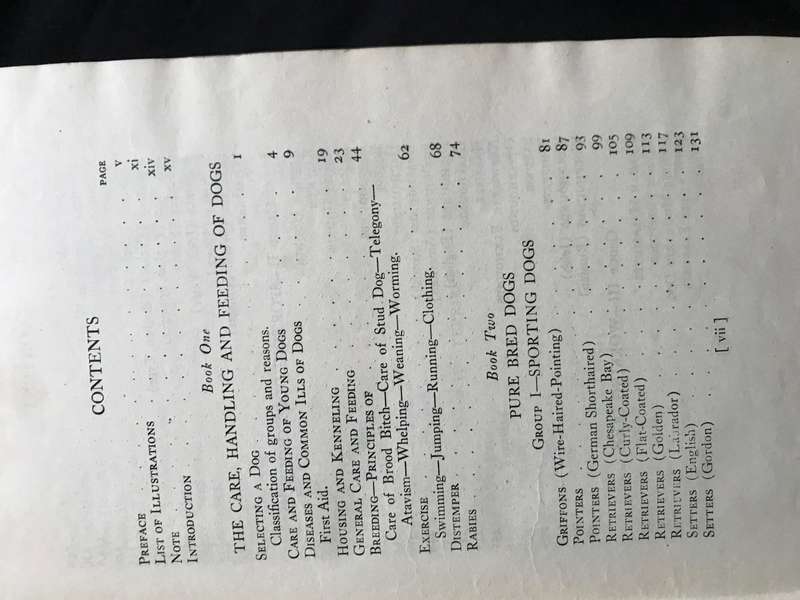 CONTENTS
PAGE
PREFACE . . . . . . . . v
LIST OF ILLUSTRATIONS . . . . . . xi
NOTE . . . . . . . . xiv
INTRODUCTION . . . . . . . xv
Book One
THE CARE, HANDLING AND FEEDING OF DOGS
SELECTING A DOG . . . . . . . 1
Classification of groups and reasons.
CARE AND FEEDING OF YOUNG DOGS . . . . 4
DISEASES AND COMMON ILLS OF DOGS . . . . 9
First Aid.
HOUSING AND KENNELING . . . . . . 19
GENERAL CARE AND FEEDING . . . . . 23
BREEDING—PRINCIPLES OF . . . . . . 44
Care of Brood Bitch—Care of Stud Dog—Telegony—
Atavism—Whelping—Weaning—Worming.
EXERCISE . . . . . . . . 62
Swimming—Jumping—Running—Clothing.
DISTEMPER . . . . . . . . 68
RABIES . . . . . . . . 74
Book Two
PURE BRED DOGS
GROUP I—SPORTING DOGS
GRIFFONS (Wire-Haired-Pointing) . . . . . 81
POINTERS . . . . . . . . 87
POINTERS (German Shorthaired) . . . . . 93
RETRIEVERS (Chesapeake Bay) . . . . . 99
RETRIEVERS (Curly-Coated) . . . . . . 105
RETRIEVERS (Flat-Coated) . . . . . . 109
RETRIEVERS (Golden) . . . . . . . 113
RETRIEVERS (Labrador) . . . . . . 117
SETTERS (English) . . . . . . . 123
SETTERS (Gordon) . . . . . . . 131
[ vii ]